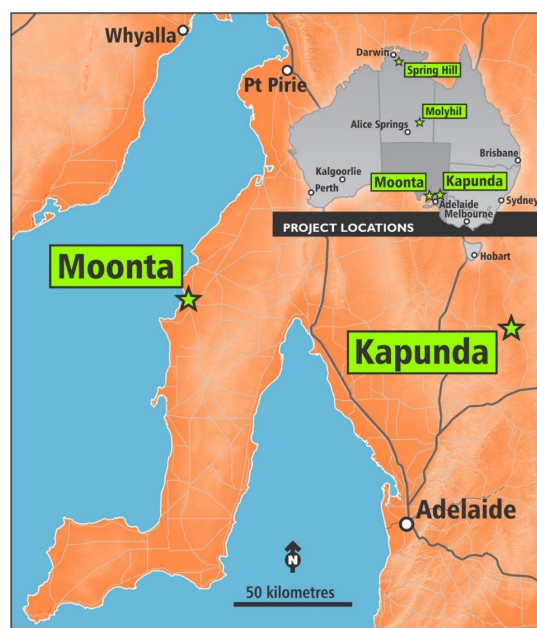 Whyalla
Pt Pirie
Darwin
Spring Hill
Molyhil
Alice Springs
Brisbane
Kalgoorlie
Perth
Moonta
Kapunda
Adelaide
Sydney
Melbourne
PROJECT LOCATIONS
Hobart
Moonta
Kapunda
Adelaide
N
50 kilometres